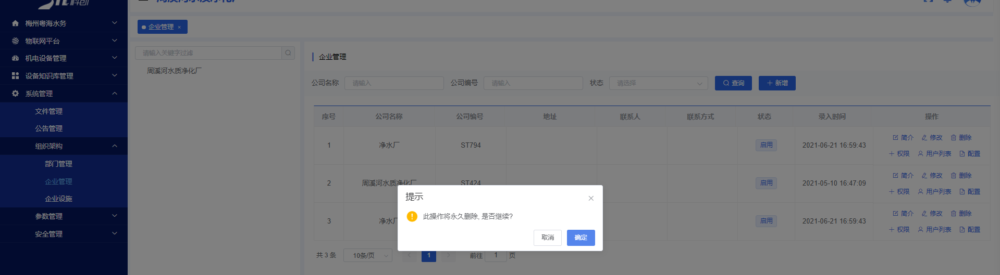 科创
梅州粤海水务
物联网平台
机电设备管理
设备知识库管理
系统管理
文件管理
公告管理
组织架构
部门管理
企业管理
企业设施
参数管理
安全管理
周溪河水质净化厂
企业管理 ×
请输入关键字过滤
周溪河水质净化厂
企业管理
公司名称 请输入 公司编号 请输入 状态 请选择 查询 新增
序号 公司名称 公司编号 地址 联系人 联系方式 状态 录入时间 操作
1 净水厂 ST794 启用 2021-06-21 16:59:43 简介 修改 删除
权限 用户列表 配置
2 周溪河水质净化厂 ST424 启用 2021-05-10 16:47:09 简介 修改 删除
权限 用户列表 配置
3 净水厂 启用 2021-06-21 16:59:43 简介 修改 删除
权限 用户列表 配置
共 3 条 10条/页 1 前往 1 页
提示
此操作将永久删除, 是否继续?
取消 确定